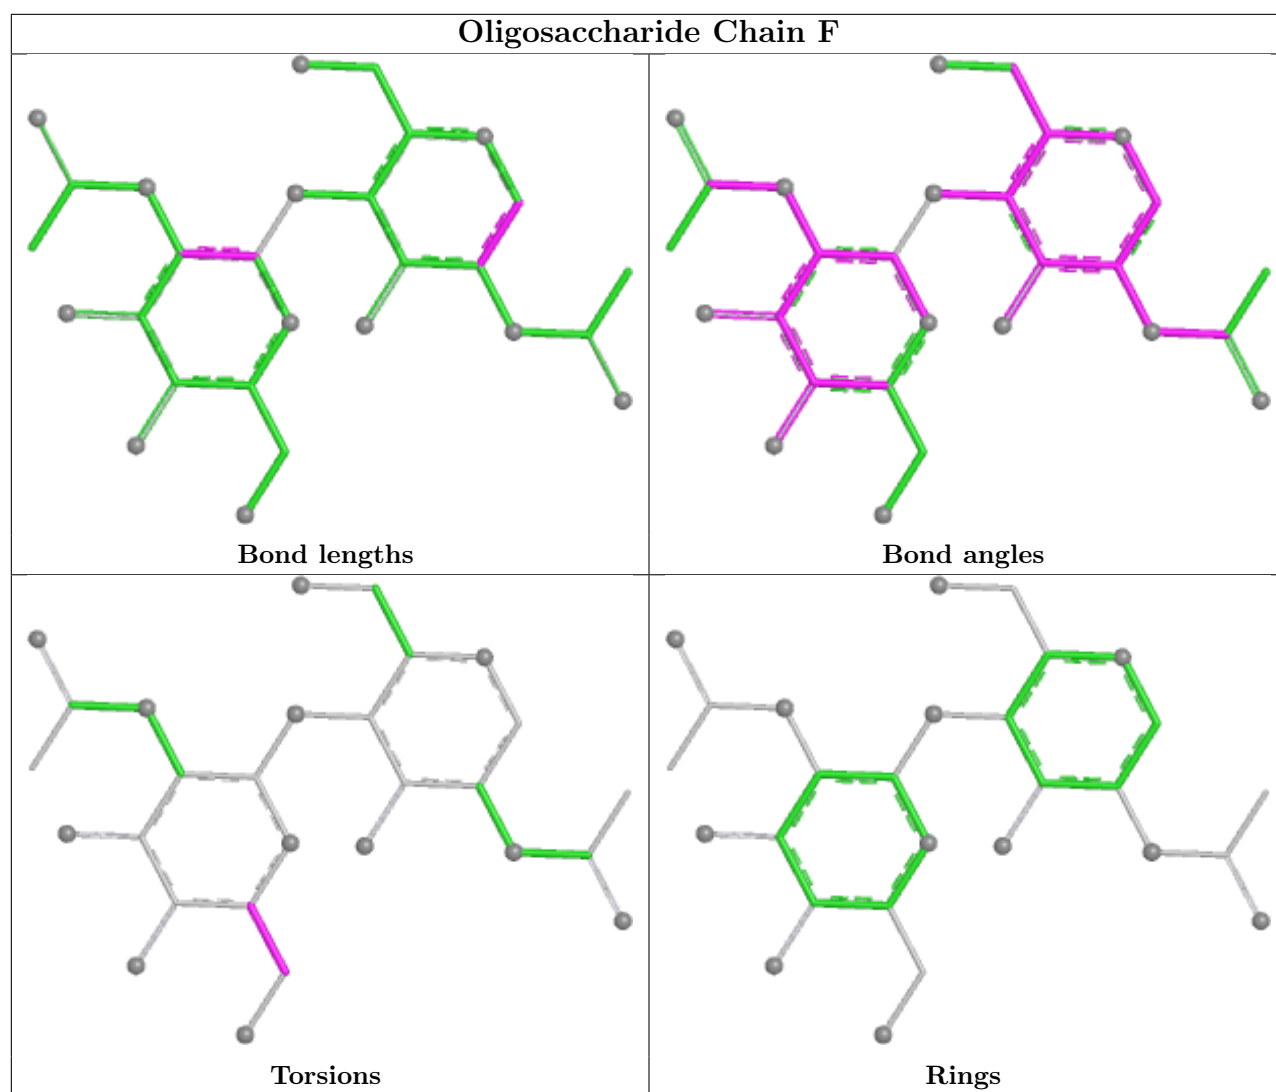 Oligosaccharide Chain F
Bond lengths
Bond angles
Torsions
Rings